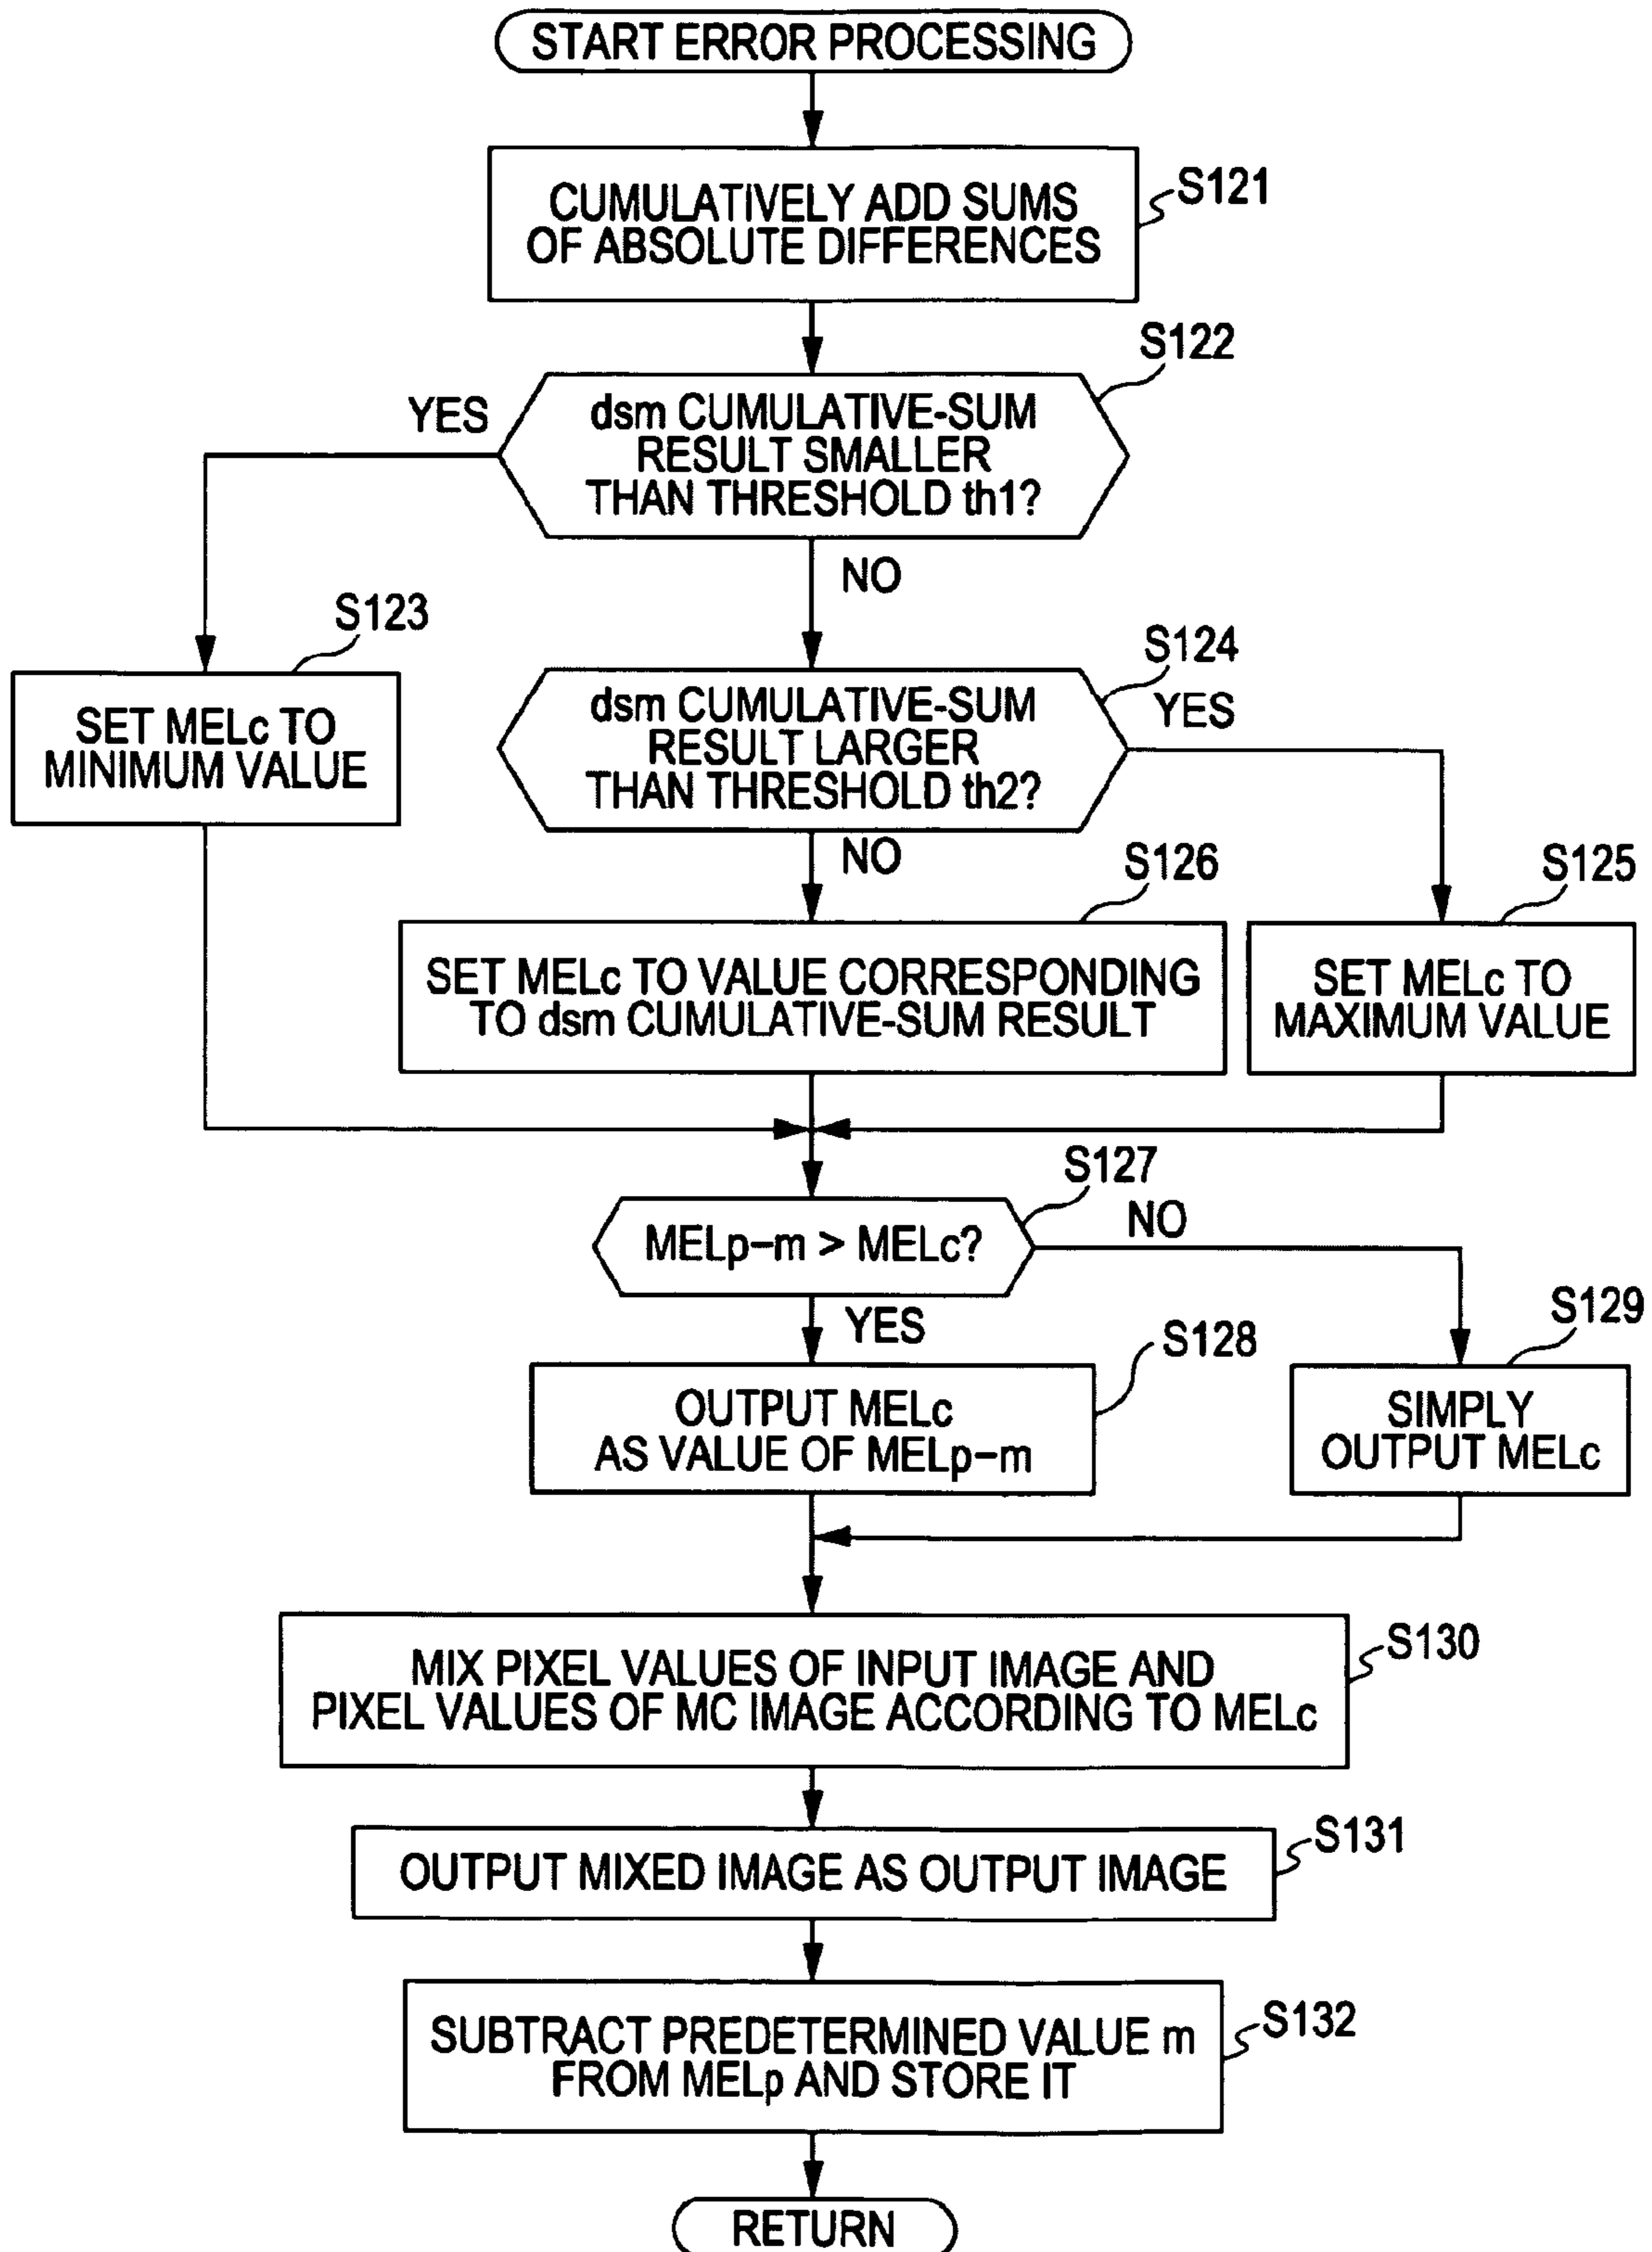 START ERROR PROCESSING
S121
CUMULATIVELY ADD SUMS
OF ABSOLUTE DIFFERENCES
S122
YES
dsm CUMULATIVE-SUM
RESULT SMALLER
THAN THRESHOLD th1?
NO
S123
SET MELc TO
MINIMUM VALUE
S124
dsm CUMULATIVE-SUM
RESULT LARGER
THAN THRESHOLD th2?
YES
NO
S126
SET MELc TO VALUE CORRESPONDING
TO dsm CUMULATIVE-SUM RESULT
S125
SET MELc TO
MAXIMUM VALUE
S127
MELp-m > MELc?
NO
YES
S128
OUTPUT MELc
AS VALUE OF MELp-m
S129
SIMPLY
OUTPUT MELc
S130
MIX PIXEL VALUES OF INPUT IMAGE AND
PIXEL VALUES OF MC IMAGE ACCORDING TO MELc
S131
OUTPUT MIXED IMAGE AS OUTPUT IMAGE
S132
SUBTRACT PREDETERMINED VALUE m
FROM MELp AND STORE IT
RETURN